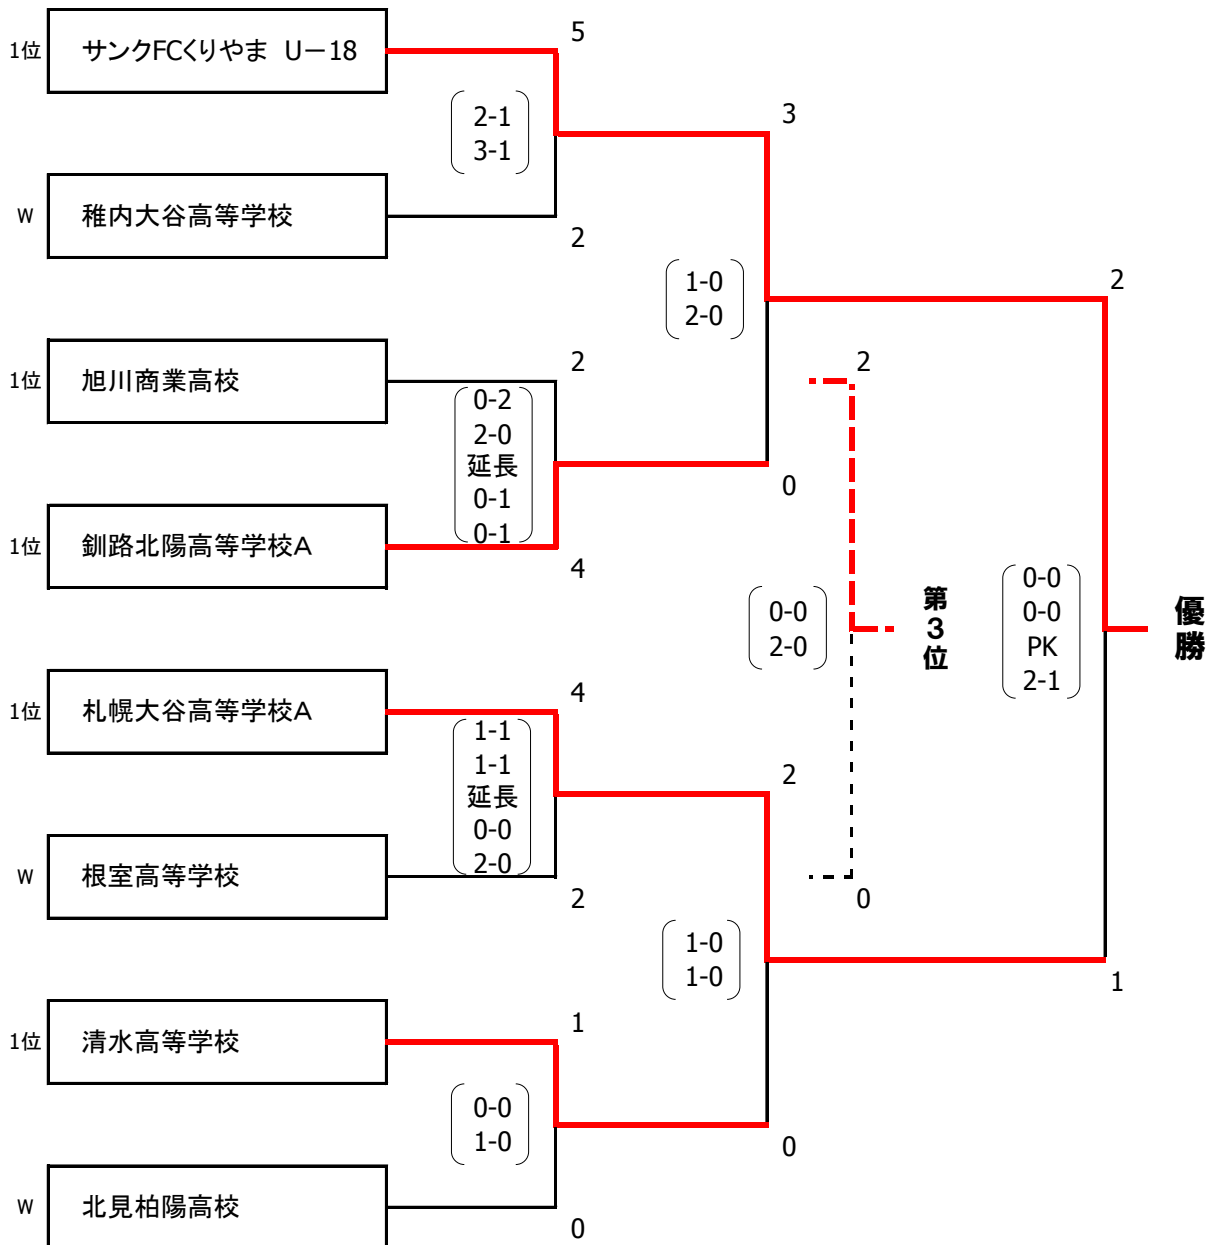 5
1位 サンクFCくりやま U－18
2-1
3-1
3
W 稚内大谷高等学校
2
1-0
2-0
2
1位 旭川商業高校
2
0-2
2-0
延長
0-1
0-1
2
0
1位 釧路北陽高等学校A
4
0-0
2-0
第3位
0-0
0-0
PK
2-1
優勝
1位 札幌大谷高等学校A
4
1-1
1-1
延長
0-0
2-0
2
W 根室高等学校
2
0
1-0
1-0
1
1位 清水高等学校
1
0-0
1-0
0
W 北見柏陽高校
0